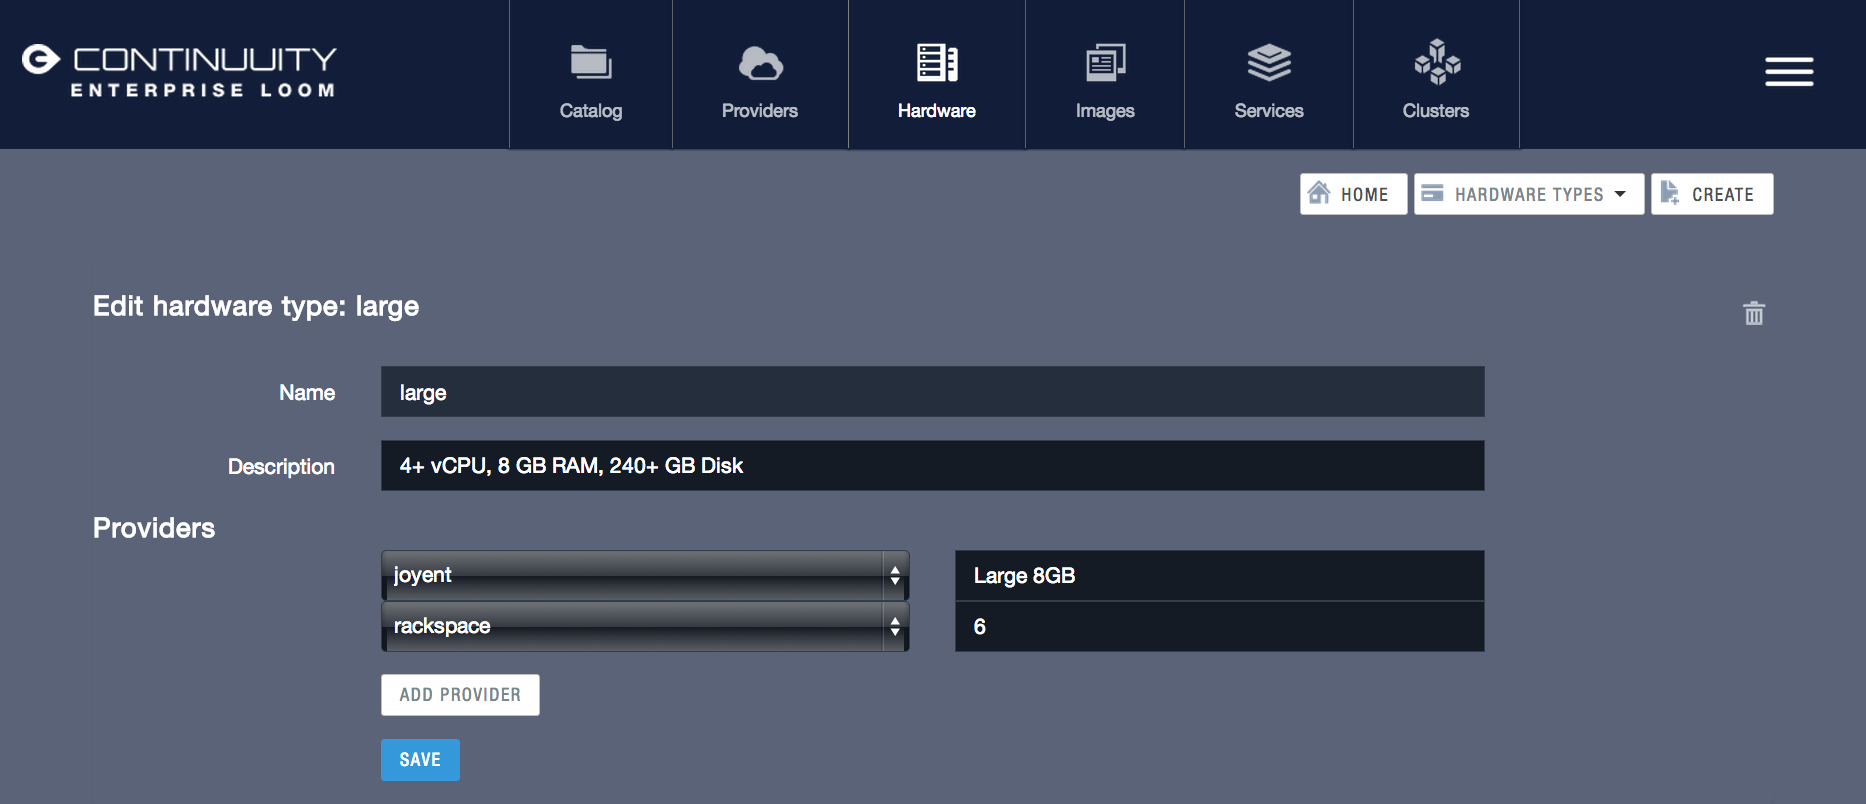 CONTINUUITY
ENTERPRISE LOOM
Catalog
Providers
Hardware
Images
Services
Clusters
HOME
HARDWARE TYPES
CREATE
Edit hardware type: large
Name
large
Description
4+ vCPU, 8 GB RAM, 240+ GB Disk
Providers
joyent
Large 8GB
rackspace
6
ADD PROVIDER
SAVE